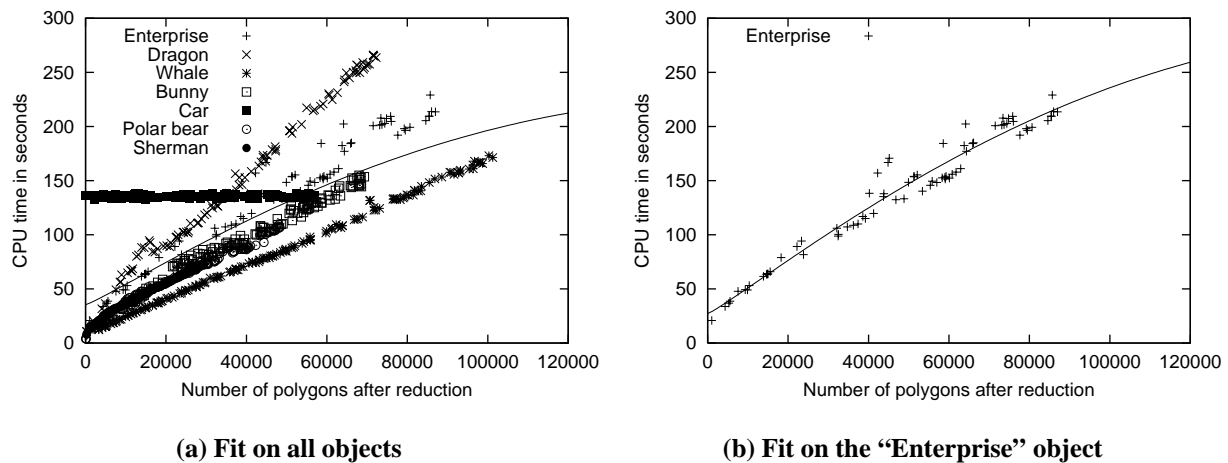 300
250
200
150
100
50
0
CPU time in seconds
Enterprise
Dragon
Whale
Bunny
Car
Polar bear
Sherman
0 20000 40000 60000 80000 100000 120000
Number of polygons after reduction
(a) Fit on all objects
300
250
200
150
100
50
0
CPU time in seconds
Enterprise
0 20000 40000 60000 80000 100000 120000
Number of polygons after reduction
(b) Fit on the “Enterprise” object